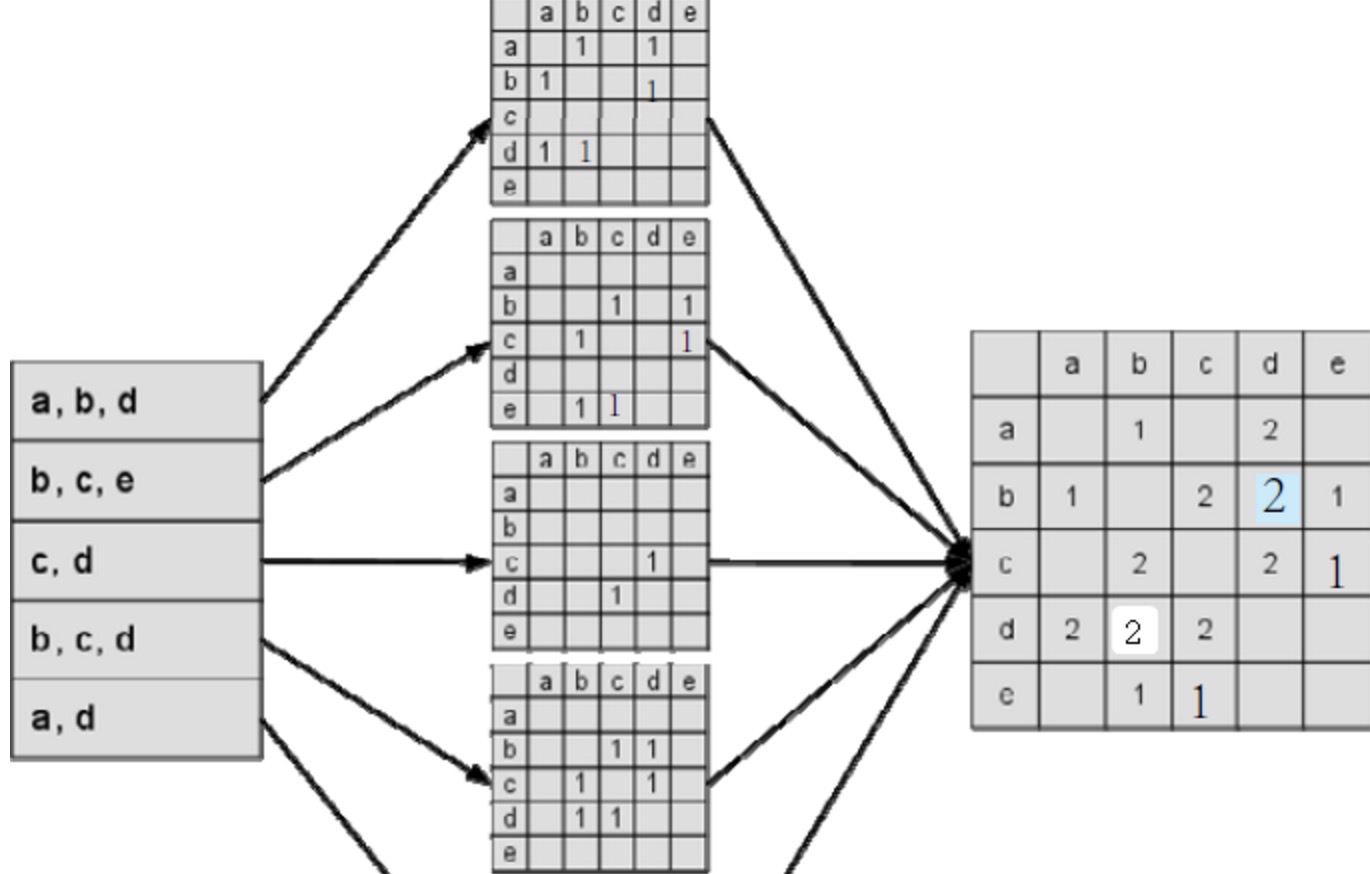 a, b, d
b, c, e
c, d
b, c, d
a, d
a b c d e
a 1 1
b 1 1
c
d 1 1
e
a b c d e
a
b 1 1
c 1 1
d
e 1 1
a b c d e
a
b
c 1
d 1
e
a b c d e
a
b 1 1
c 1 1
d 1 1
e
a b c d e
a 1 2
b 1 2 2 1
c 2 2 1
d 2 2 2
e 1 1